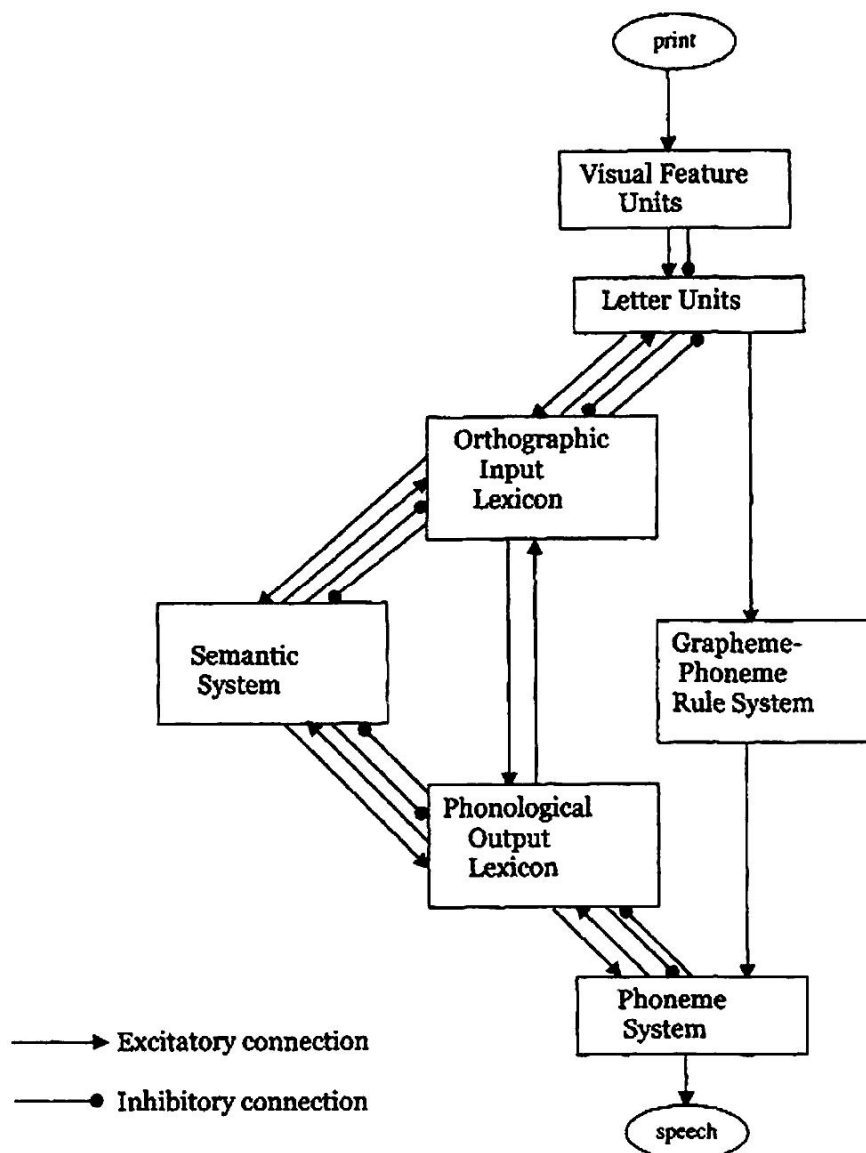 print
Visual Feature
Units
Letter Units
Orthographic
Input
Lexicon
Semantic
System
Grapheme-
Phoneme
Rule System
Phonological
Output
Lexicon
Phoneme
System
Excitatory connection
Inhibitory connection
speech